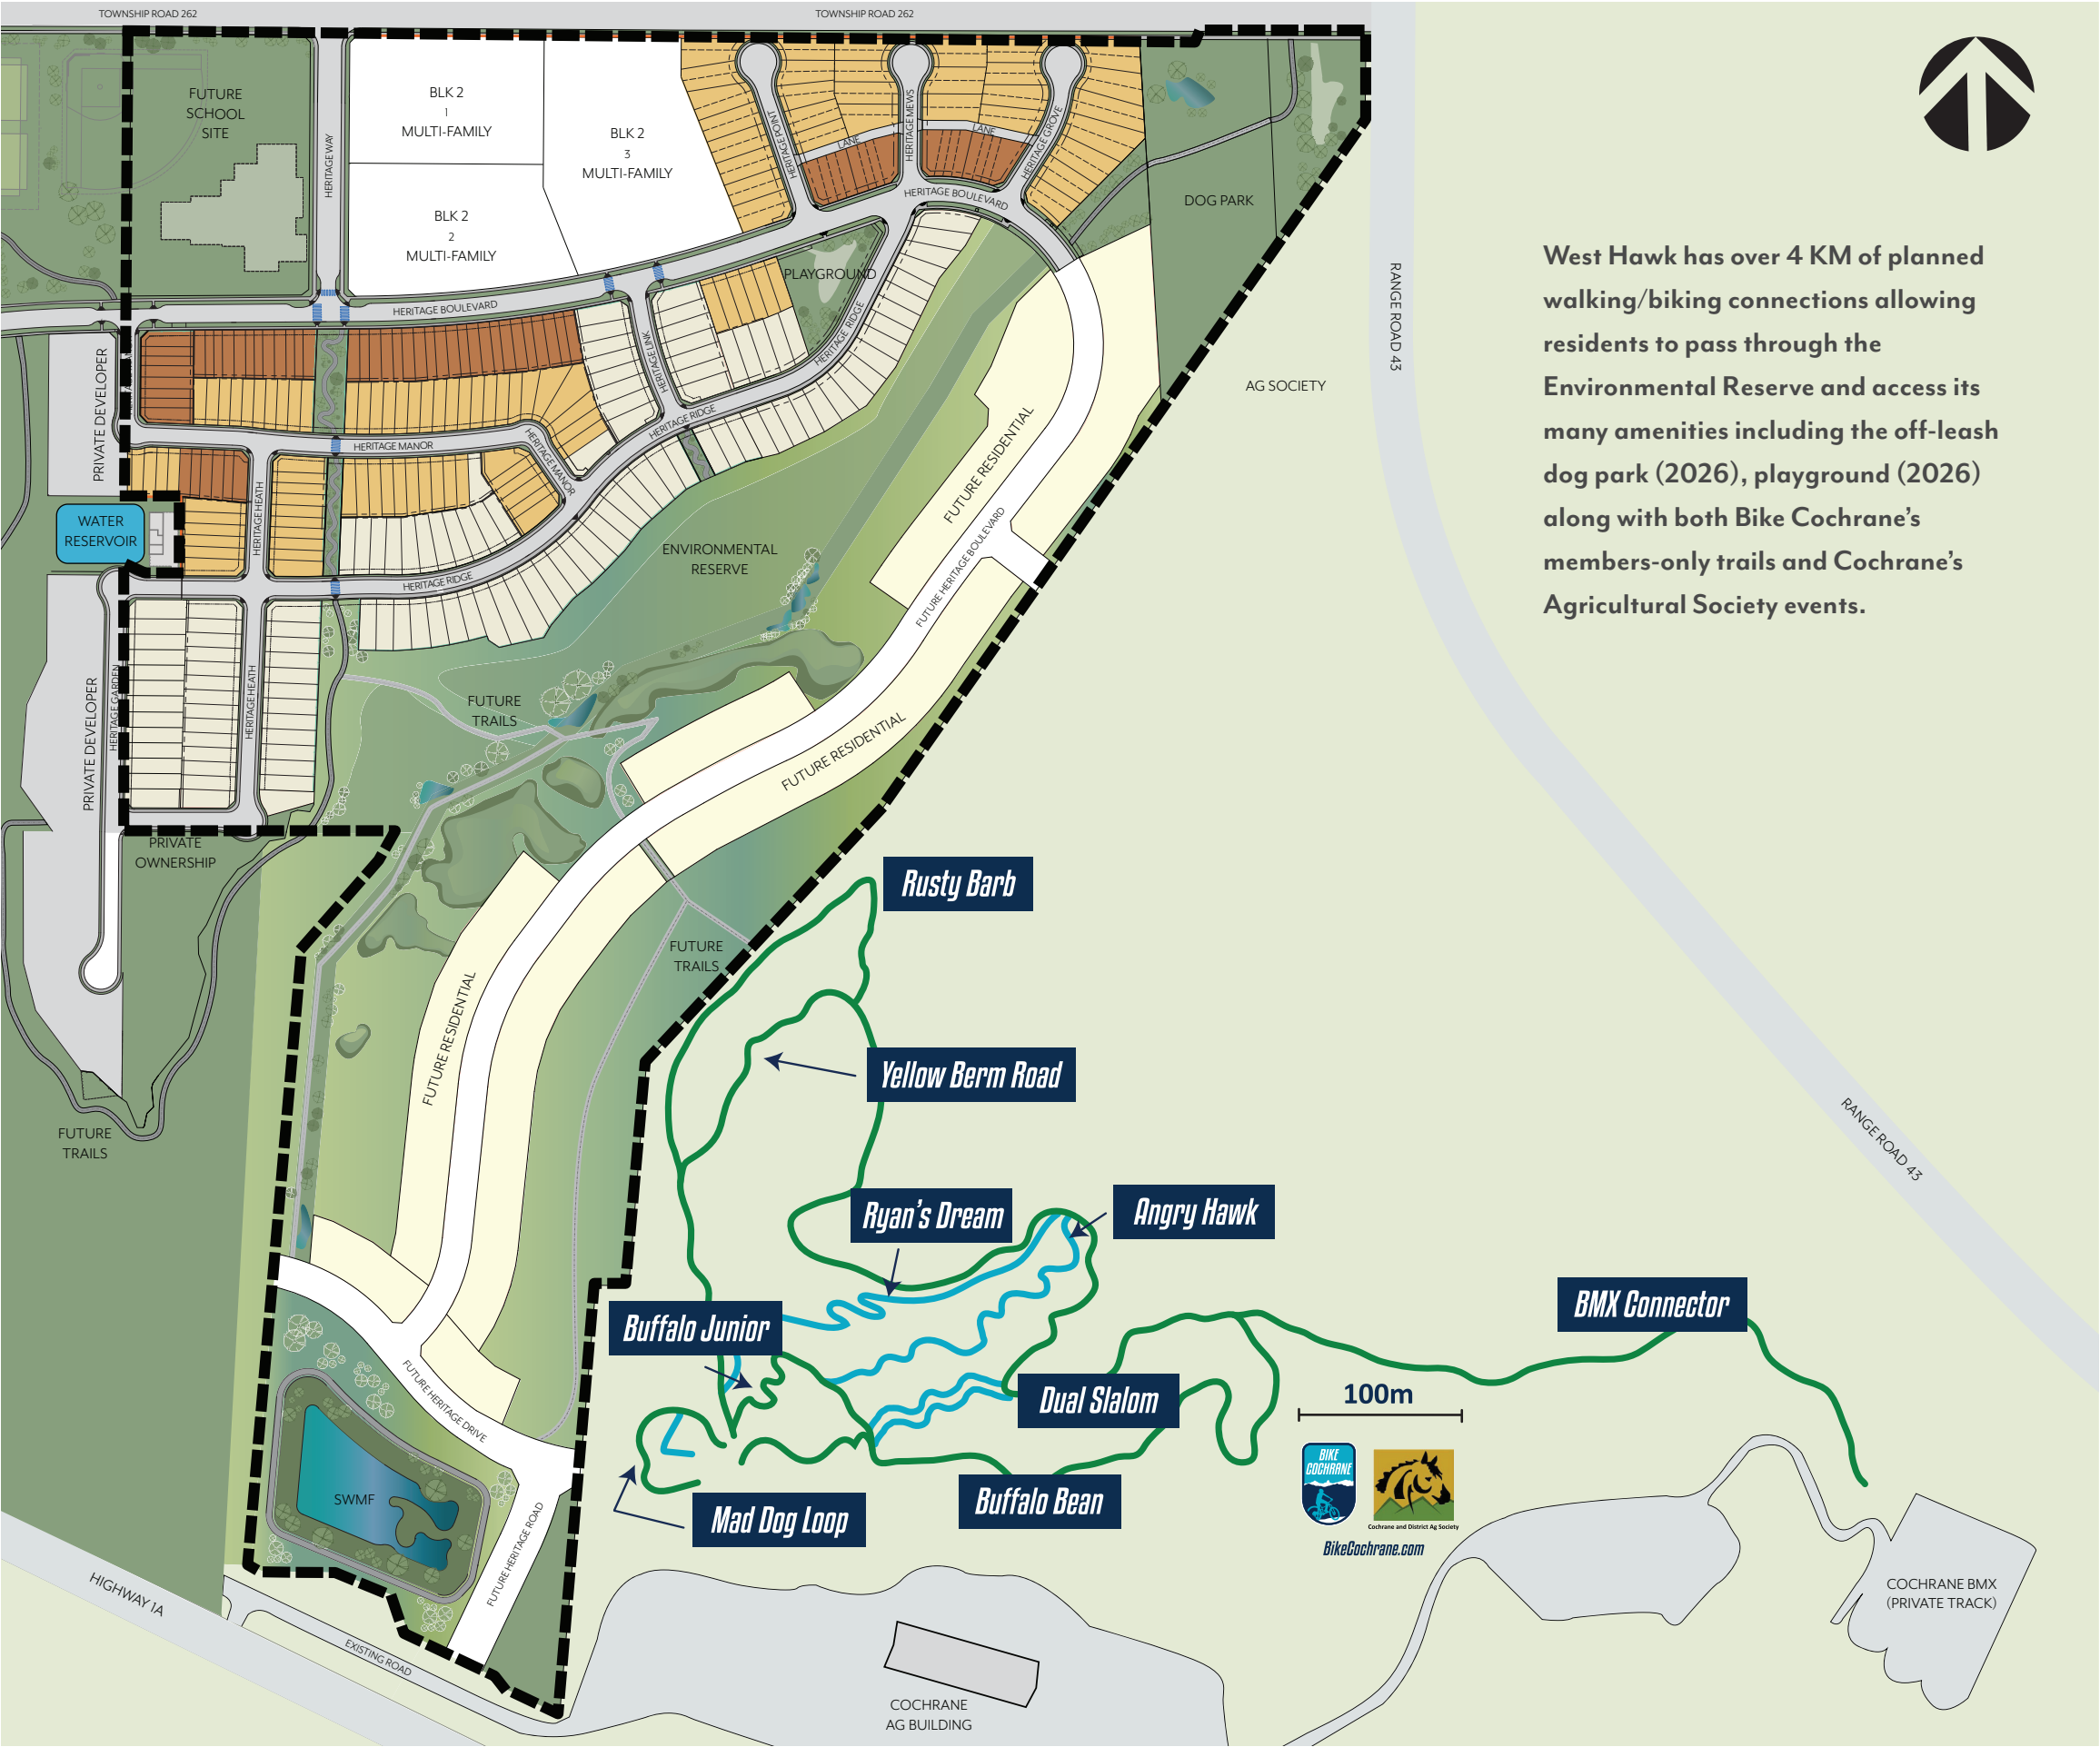 TOWNSHIP ROAD 262
TOWNSHIP ROAD 262
FUTURE
SCHOOL
SITE
HERITAGE WAY
BLK 2
1
MULTI-FAMILY
BLK 2
2
MULTI-FAMILY
BLK 2
3
MULTI-FAMILY
HERITAGE POINT
HERITAGE MEWS
HERITAGE GROVE
LANE
LANE
HERITAGE BOULEVARD
DOG PARK
PLAYGROUND
HERITAGE BOULEVARD
HERITAGE LINK
HERITAGE RIDGE
HERITAGE RIDGE
RANGE ROAD 43
AG SOCIETY
West Hawk has over 4 KM of planned
walking/biking connections allowing
residents to pass through the
Environmental Reserve and access its
many amenities including the off-leash
dog park (2026), playground (2026)
along with both Bike Cochrane’s
members-only trails and Cochrane’s
Agricultural Society events.
PRIVATE DEVELOPER
HERITAGE MANOR
HERITAGE MANOR
WATER
RESERVOIR
HERITAGE HEATH
HERITAGE RIDGE
ENVIRONMENTAL
RESERVE
FUTURE RESIDENTIAL
FUTURE HERITAGE BOULEVARD
PRIVATE DEVELOPER
HERITAGE GARDEN
HERITAGE HEATH
FUTURE
TRAILS
FUTURE RESIDENTIAL
PRIVATE
OWNERSHIP
Rusty Barb
FUTURE
TRAILS
FUTURE RESIDENTIAL
Yellow Berm Road
FUTURE
TRAILS
RANGE ROAD 43
Ryan's Dream
Angry Hawk
Buffalo Junior
BMX Connector
FUTURE HERITAGE DRIVE
Dual Slalom
100m
BIKE
COCHRANE
Cochrane and District Ag Society
BikeCochrane.com
SWMF
Mad Dog Loop
Buffalo Bean
FUTURE HERITAGE ROAD
HIGHWAY 1A
EXISTING ROAD
COCHRANE
AG BUILDING
COCHRANE BMX
(PRIVATE TRACK)